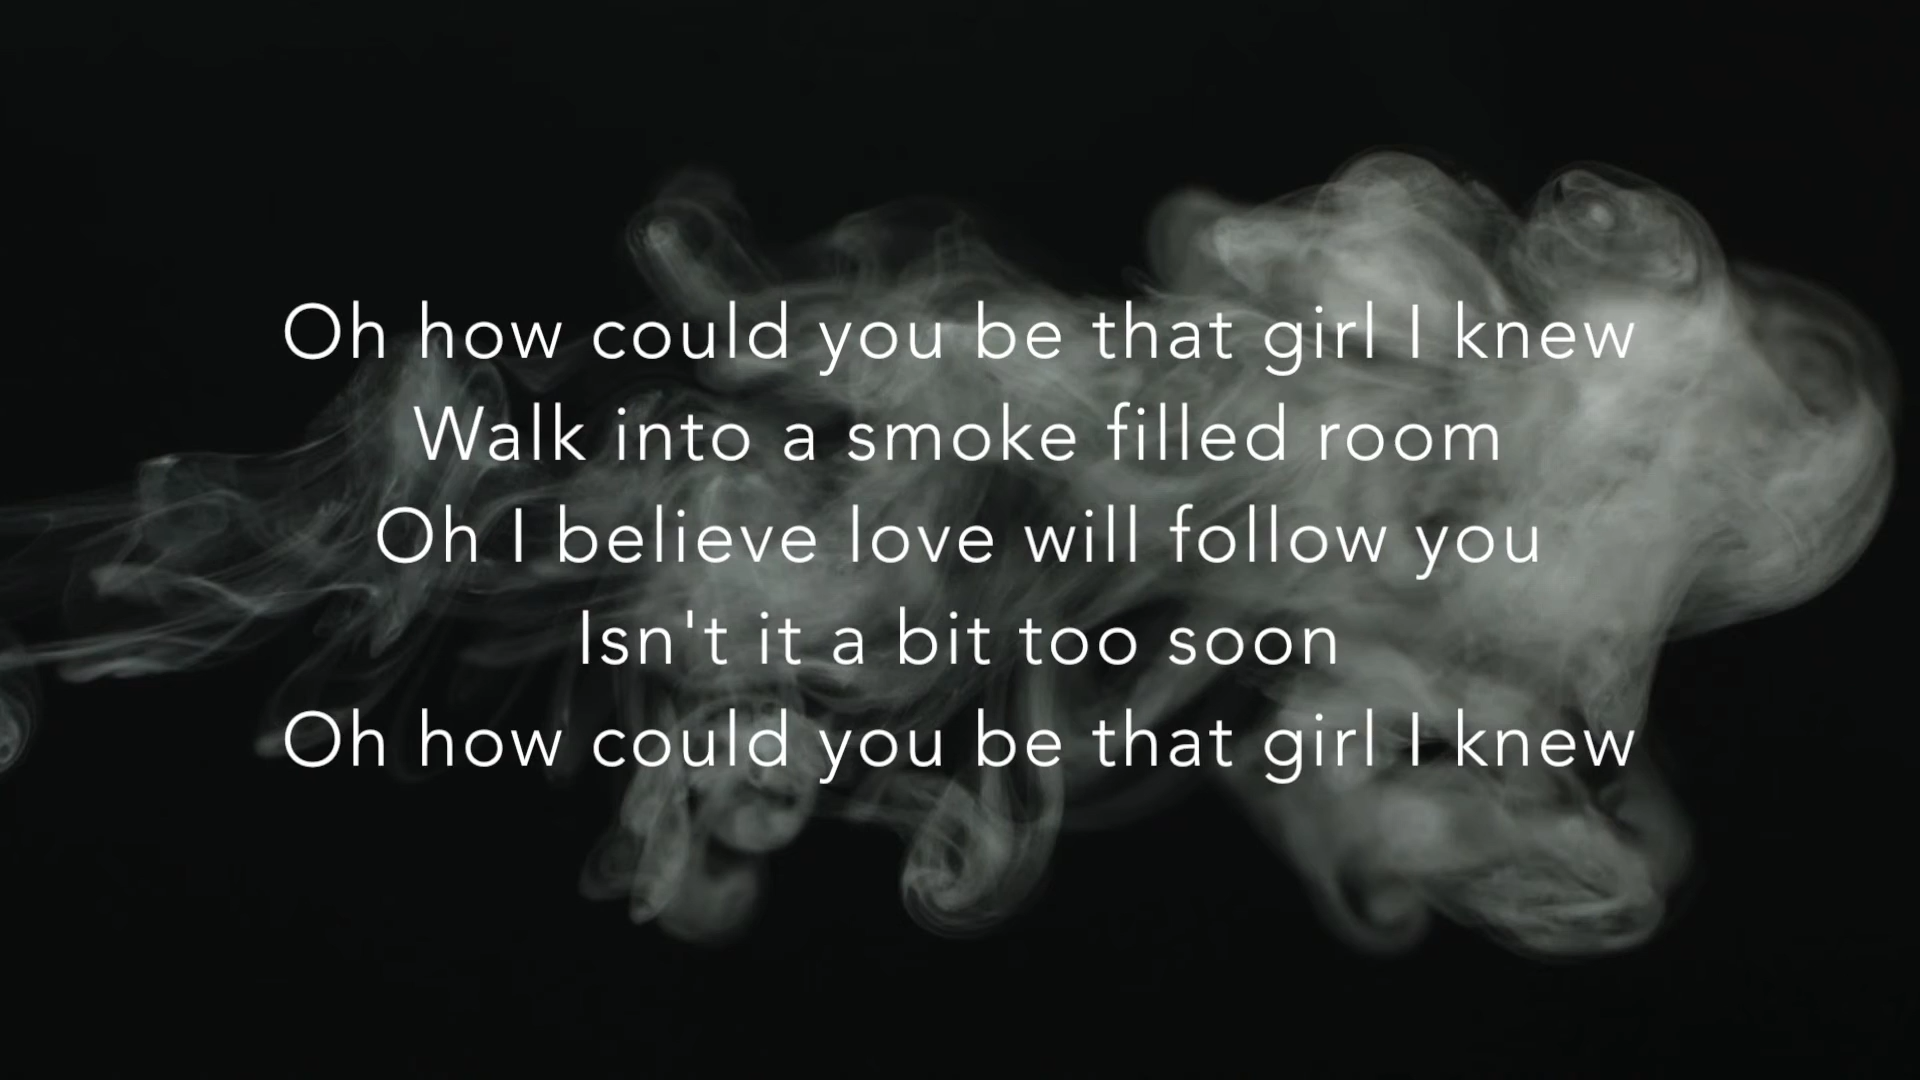 Oh how could you be that girl I knew
Walk into a smoke filled room
Oh I believe love will follow you
Isn't it a bit too soon
Oh how could you be that girl I knew